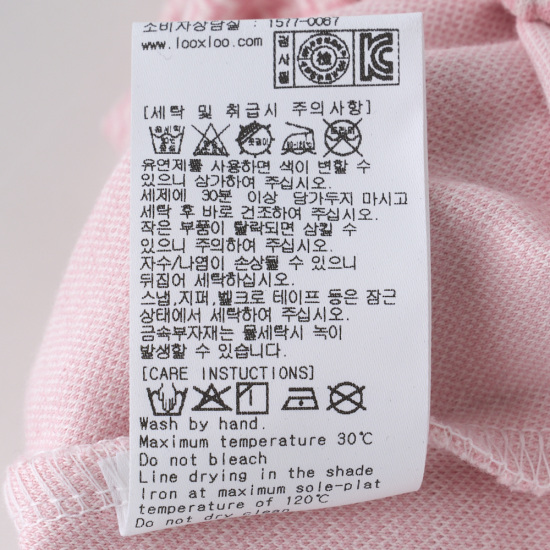 소비자상담실 : 1577-0087
www.looxloo.com
검사필
[세탁 및 취급시 주의사항]
유연제를 사용하면 색이 변할 수
있으니 삼가하여 주십시오.
세제에 30분 이상 담가두지 마시고
세탁 후 바로 건조하여 주십시오.
작은 부품이 탈락되면 삼킬 수
있으니 주의하여 주십시오.
자수/나염이 손상될 수 있으니
뒤집어 세탁하십시오.
스냅,지퍼,벨크로 테이프 등은 잠근
상태에서 세탁하여 주십시오.
금속부자재는 물세탁시 녹이
발생할 수 있습니다.
[CARE INSTUCTIONS]
Wash by hand.
Maximum temperature 30℃
Do not bleach
Line drying in the shade
Iron at maximum sole-plat
temperature of 120℃
Do not dry clean